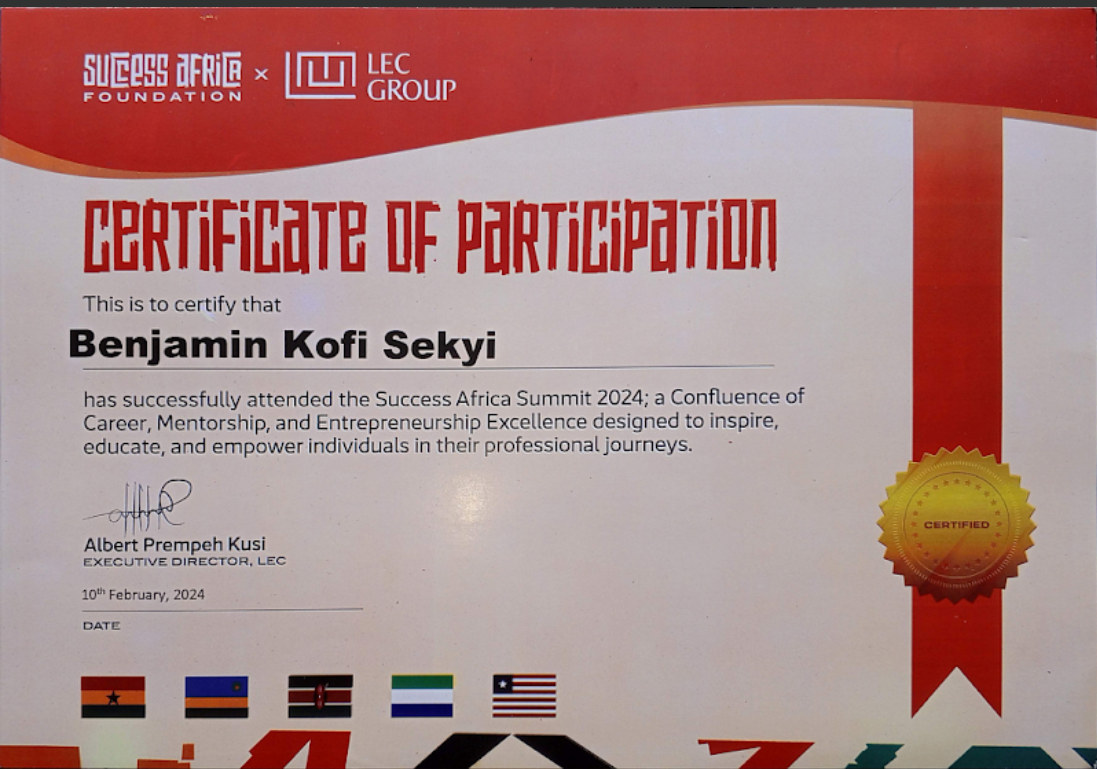 SUCCESS AFRICA
FOUNDATION
x
LEC
GROUP
CERTIFICATE OF PARTICIPATION
This is to certify that
Benjamin Kofi Sekyi
has successfully attended the Success Africa Summit 2024; a Confluence of
Career, Mentorship, and Entrepreneurship Excellence designed to inspire,
educate, and empower individuals in their professional journeys.
CERTIFIED
Albert Prempeh Kusi
EXECUTIVE DIRECTOR, LEC
10th February, 2024
DATE